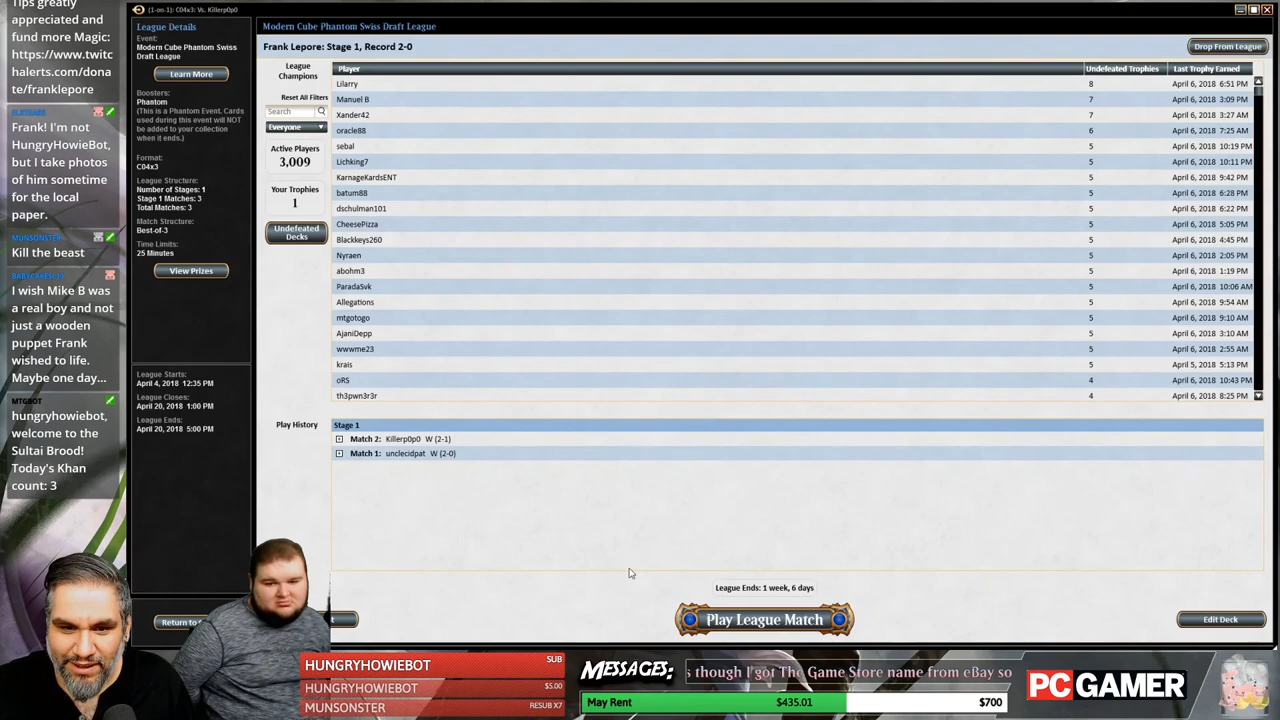 Tips greatly
appreciated and
fund more Magic:
https://www.twitc
halerts.com/dona
te/franklepore
Frank! I'm not
HungryHowieBot,
but I take photos
of him sometime
for the local
paper.
MUNSONSTER
Kill the beast
I wish Mike B was
a real boy and not
just a wooden
puppet Frank
wished to life.
Maybe one day...
MTGBOT
hungryhowiebot,
welcome to the
Sultai Brood!
Today's Khan
count: 3
(1-on-1): C04x3: Vs. Killerp0p0
League Details
Event:
Modern Cube Phantom Swiss
Draft League
Learn More
Boosters:
Phantom
(This is a Phantom Event. Cards
used during this event will NOT
be added to your collection
when it ends.)
Format:
C04x3
League Structure:
Number of Stages: 1
Stage 1 Matches: 3
Total Matches: 3
Match Structure:
Best-of-3
Time Limits:
25 Minutes
View Prizes
League Starts:
April 4, 2018 12:35 PM
League Closes:
April 20, 2018 1:00 PM
League Ends:
April 20, 2018 5:00 PM
Return to
Modern Cube Phantom Swiss Draft League
Frank Lepore: Stage 1, Record 2-0
Drop From League
League
Champions
Reset All Filters
Search
Everyone
Active Players
3,009
Your Trophies
1
Undefeated
Decks
Player Undefeated Trophies Last Trophy Earned
Lilarry 8 April 6, 2018 6:51 PM
Manuel B 7 April 6, 2018 3:09 PM
Xander42 7 April 6, 2018 3:27 AM
oracle88 6 April 6, 2018 7:25 AM
sebal 5 April 6, 2018 10:19 PM
Lichking7 5 April 6, 2018 10:11 PM
KarnageKardsENT 5 April 6, 2018 9:42 PM
batum88 5 April 6, 2018 6:28 PM
dschulman101 5 April 6, 2018 6:22 PM
CheesePizza 5 April 6, 2018 5:05 PM
Blackkeys260 5 April 6, 2018 4:45 PM
Nyraen 5 April 6, 2018 2:05 PM
abohm3 5 April 6, 2018 1:19 PM
ParadaSvk 5 April 6, 2018 10:06 AM
Allegations 5 April 6, 2018 9:54 AM
mtgotogo 5 April 6, 2018 9:10 AM
AjaniDepp 5 April 6, 2018 3:10 AM
wwwme23 5 April 6, 2018 2:55 AM
krais 5 April 5, 2018 5:13 PM
oRS 4 April 6, 2018 10:43 PM
th3pwn3r3r 4 April 6, 2018 8:25 PM
Play History
Stage 1
Match 2: Killerp0p0 W (2-1)
Match 1: unclecidpat W (2-0)
League Ends: 1 week, 6 days
Play League Match
Edit Deck
HUNGRYHOWIEBOT SUB
HUNGRYHOWIEBOT $5.00
MUNSONSTER RESUB X7
MESSAGES:
s though I got The Game Store name from eBay so
May Rent $435.01 $700
PC GAMER